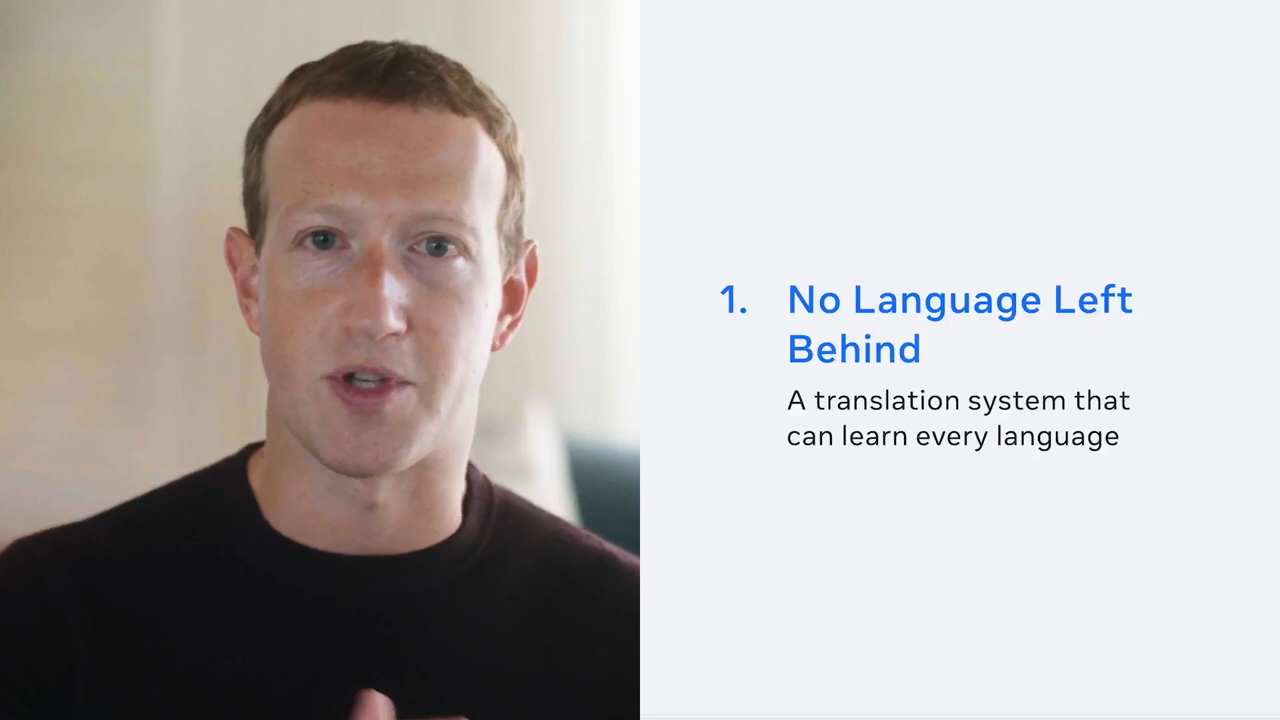 1. No Language Left
Behind
A translation system that
can learn every language